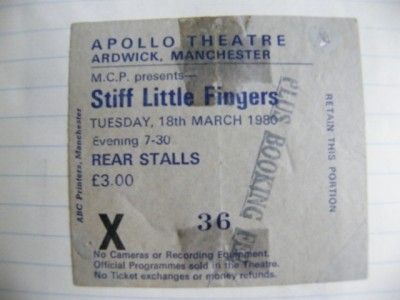 APOLLO THEATRE
ARDWICK, MANCHESTER
M.C.P. presents—
Stiff Little Fingers
TUESDAY, 18th MARCH 1980
Evening 7-30
REAR STALLS
£3.00
X 36
No Cameras or Recording Equipment.
Official Programmes sold in the Theatre.
No Ticket exchanges or money refunds.
ABC Printers, Manchester
PLUS BOOKING
RETAIN THIS PORTION